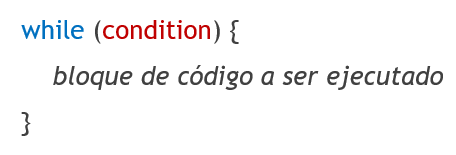 while (condition) {
bloque de código a ser ejecutado
}